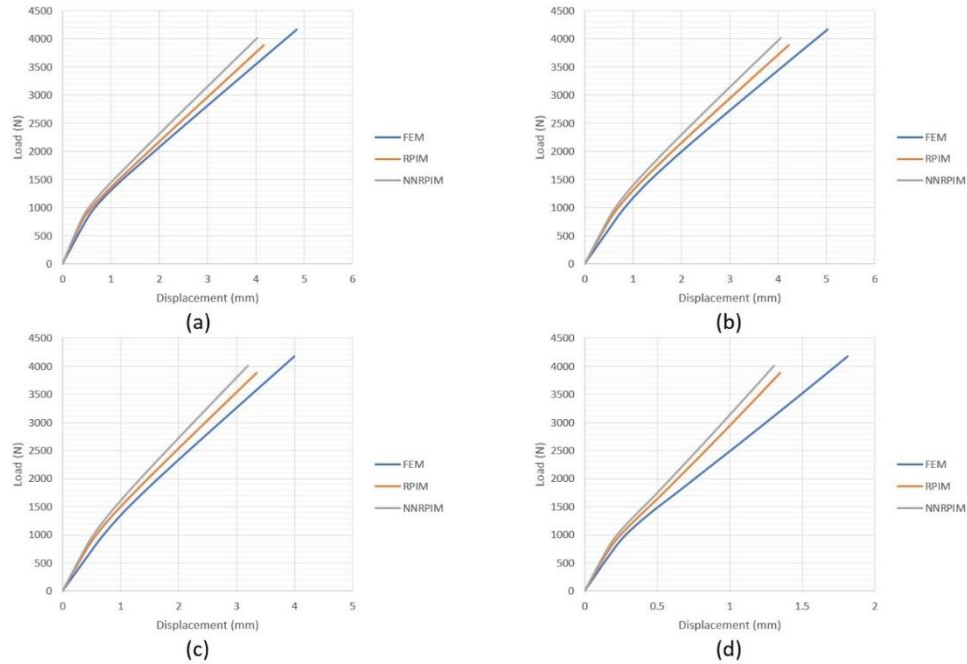 4500
4000
3500
3000
2500
2000
1500
1000
500
0
Load (N)
0 1 2 3 4 5 6
Displacement (mm)
FEM
RPIM
NNRPIM
(a)
4500
4000
3500
3000
2500
2000
1500
1000
500
0
Load (N)
0 1 2 3 4 5 6
Displacement (mm)
FEM
RPIM
NNRPIM
(b)
4500
4000
3500
3000
2500
2000
1500
1000
500
0
Load (N)
0 1 2 3 4 5
Displacement (mm)
FEM
RPIM
NNRPIM
(c)
4500
4000
3500
3000
2500
2000
1500
1000
500
0
Load (N)
0 0.5 1 1.5 2
Displacement (mm)
FEM
RPIM
NNRPIM
(d)